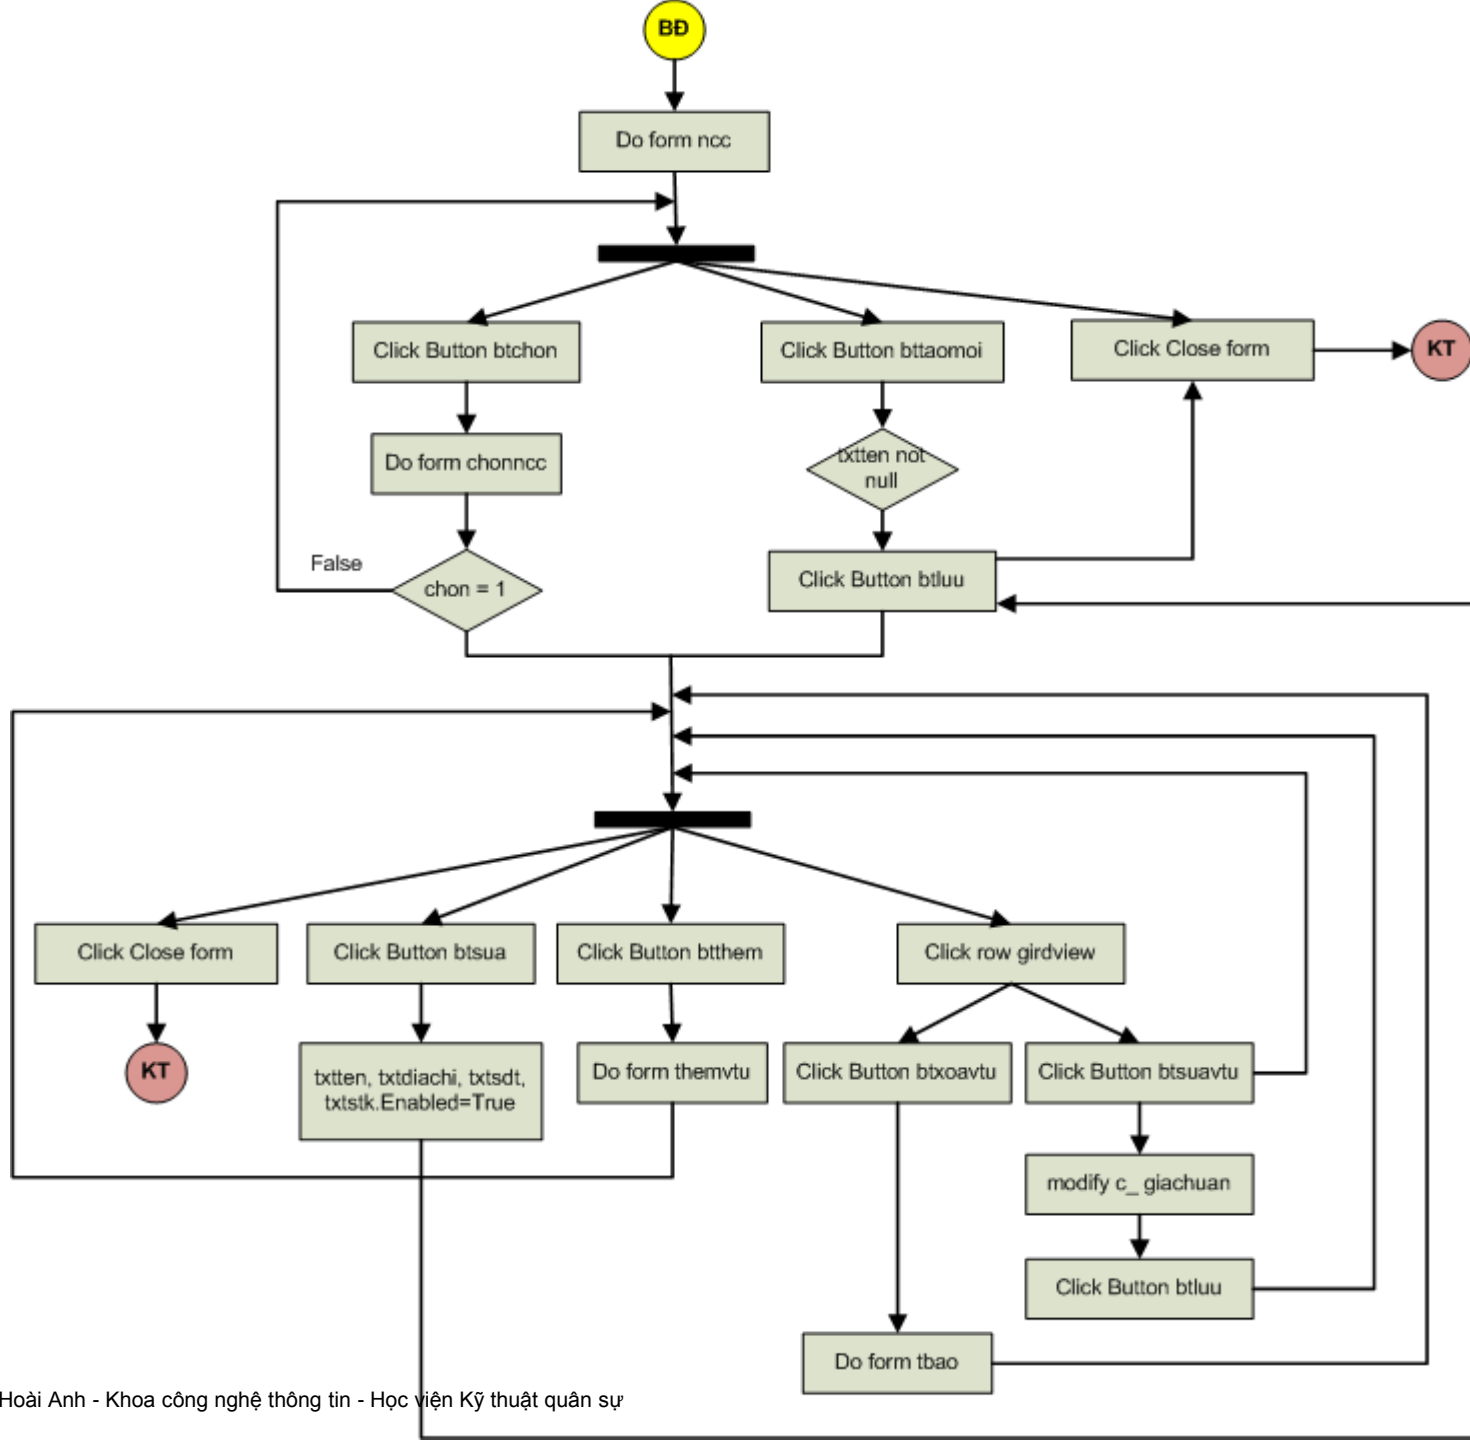 BĐ
Do form ncc
Click Button btchon
Click Button bttaomoi
Click Close form
KT
Do form chonncc
txtten not
null
False
chon = 1
Click Button btluu
Click Close form
Click Button btsua
Click Button btthem
Click row girdview
KT
txtten, txtdiachi, txtsdt,
txtstk.Enabled=True
Do form themvtu
Click Button btxoavtu
Click Button btsuavtu
modify c_ giachuan
Click Button btluu
Do form tbao
Hoài Anh - Khoa công nghệ thông tin - Học viện Kỹ thuật quân sự